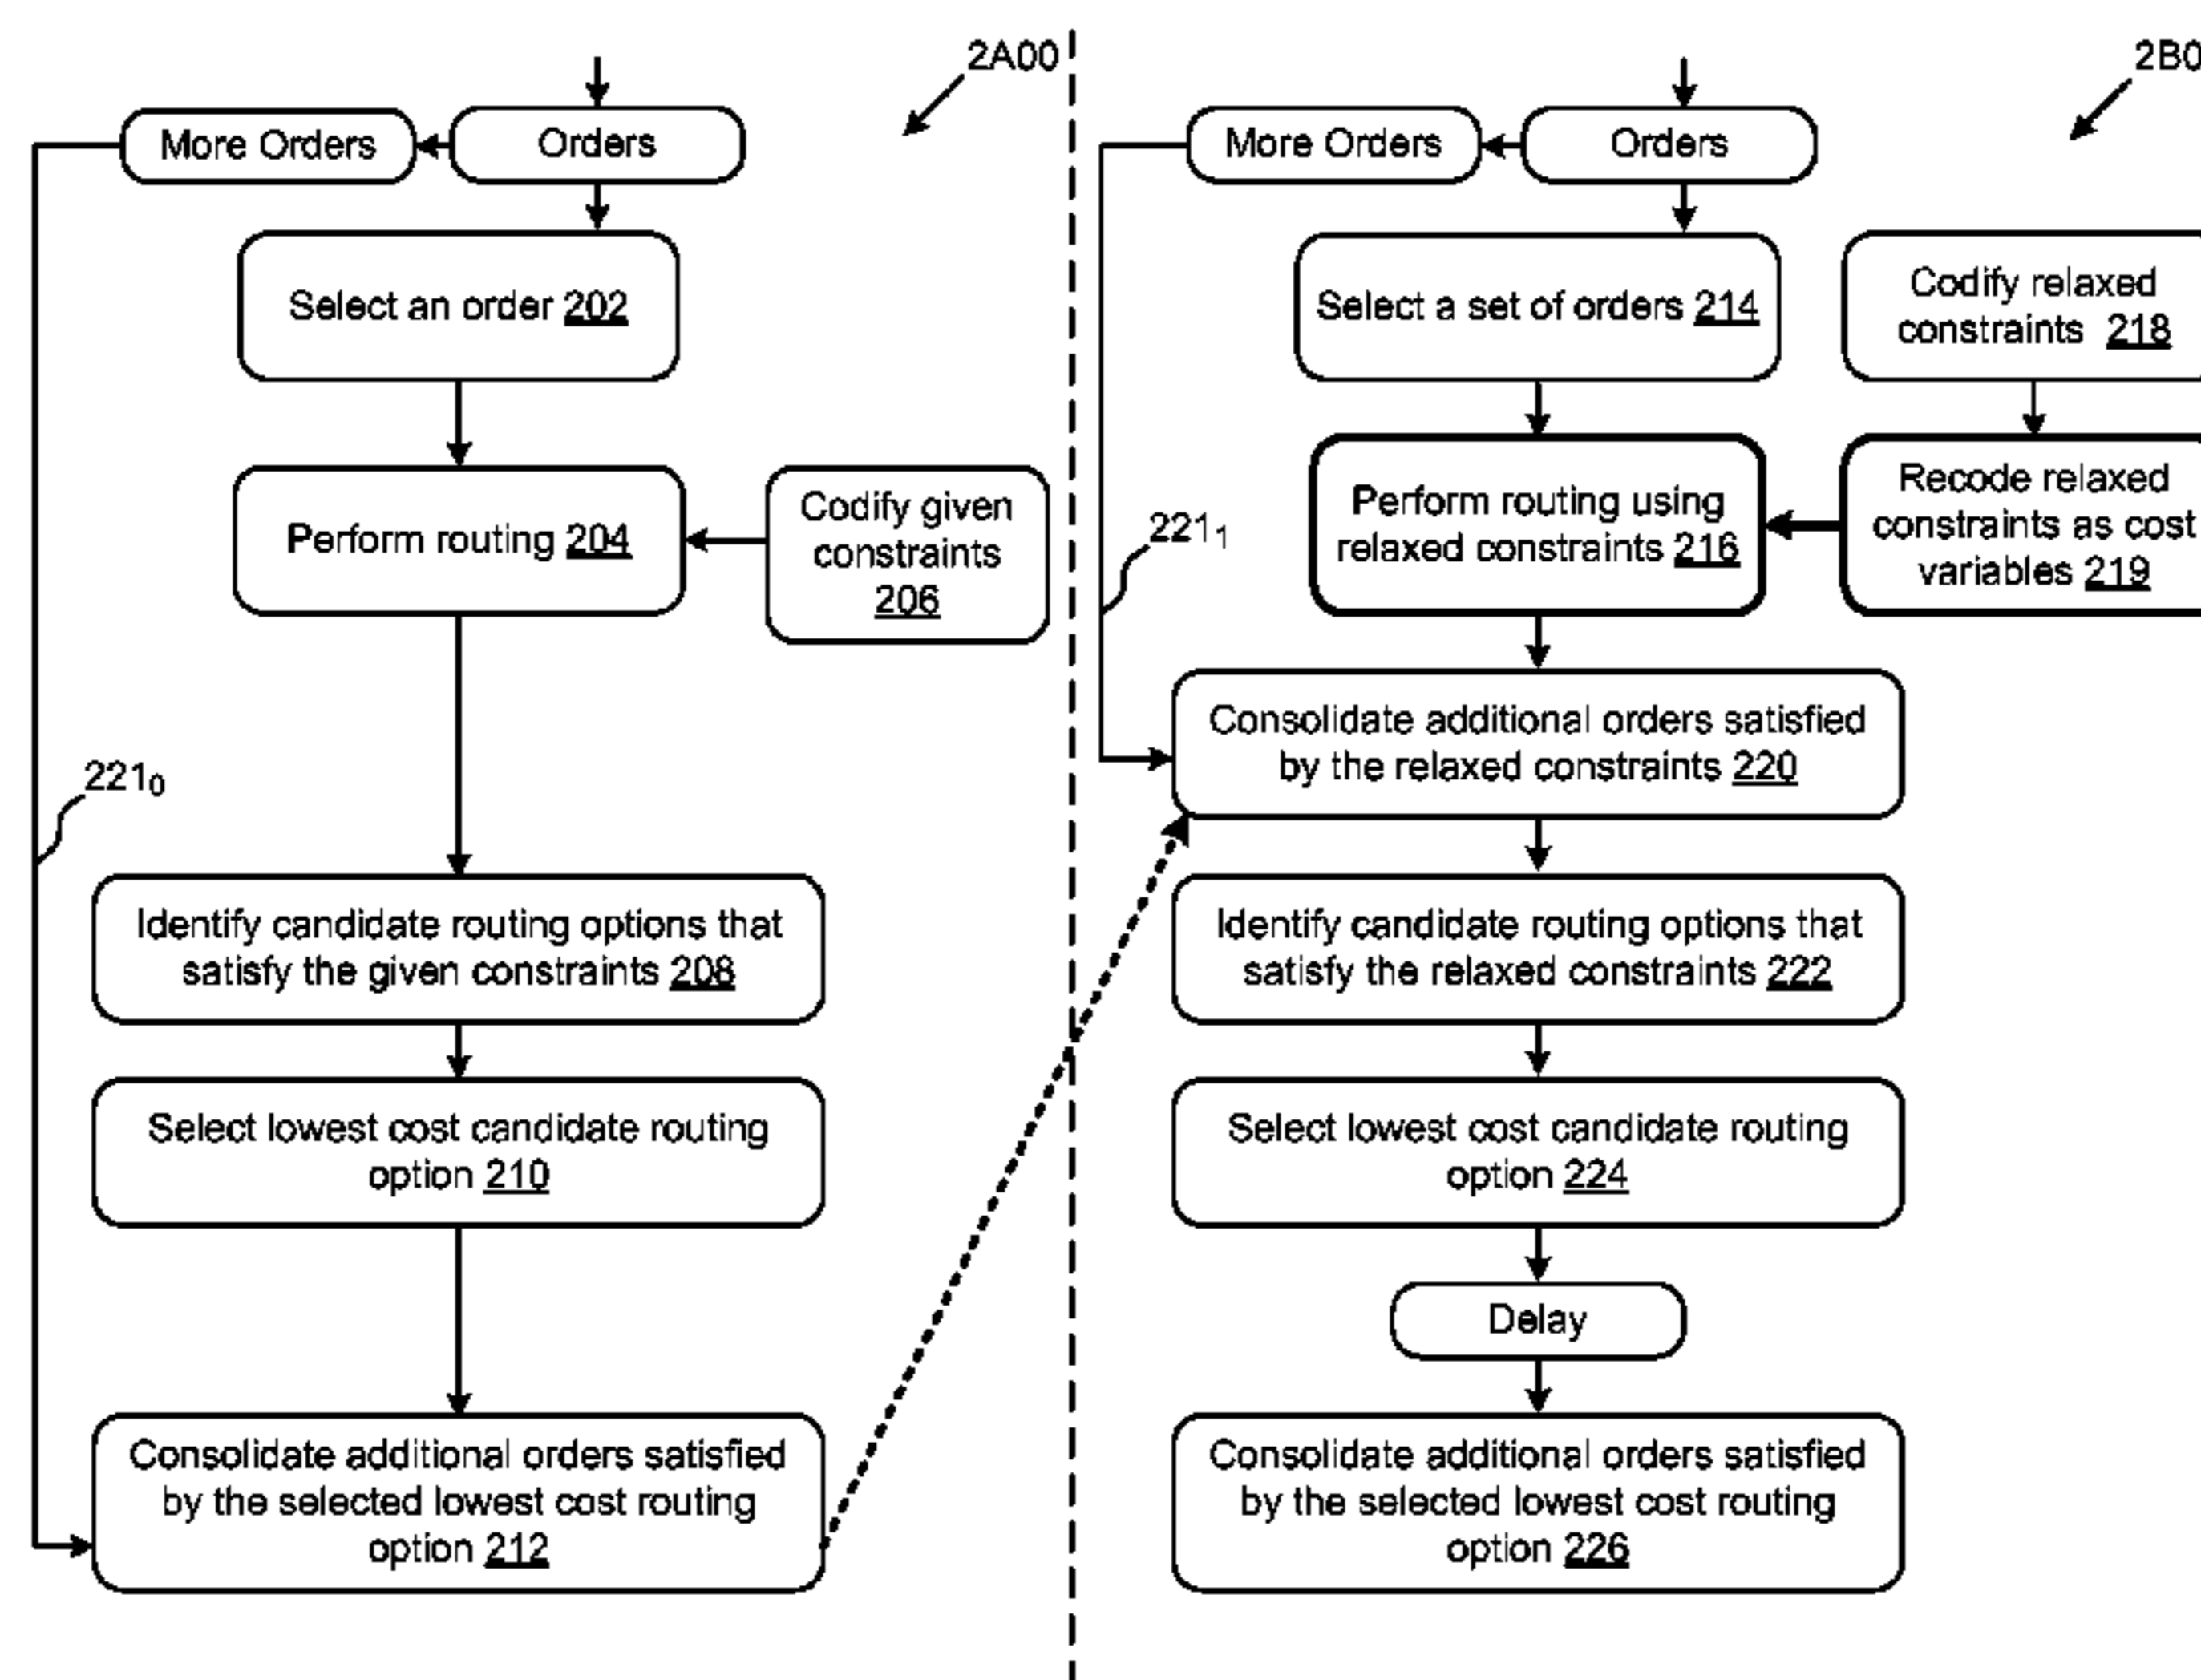 2A00
More Orders
Orders
Select an order 202
Perform routing 204
Codify given
constraints
206
221₀
Identify candidate routing options that
satisfy the given constraints 208
Select lowest cost candidate routing
option 210
Consolidate additional orders satisfied
by the selected lowest cost routing
option 212
2B0
More Orders
Orders
Select a set of orders 214
Codify relaxed
constraints 218
Perform routing using
relaxed constraints 216
Recode relaxed
constraints as cost
variables 219
221₁
Consolidate additional orders satisfied
by the relaxed constraints 220
Identify candidate routing options that
satisfy the relaxed constraints 222
Select lowest cost candidate routing
option 224
Delay
Consolidate additional orders satisfied
by the selected lowest cost routing
option 226